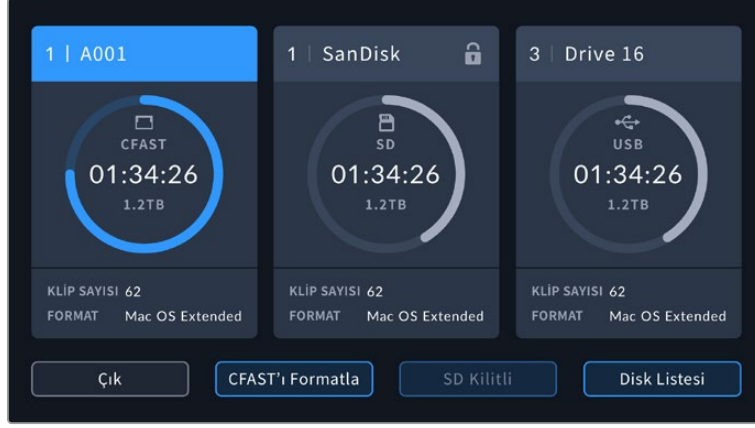 1 | A001
CFAST
01:34:26
1.2TB
KLİP SAYISI 62
FORMAT Mac OS Extended
1 | SanDisk
SD
01:34:26
1.2TB
KLİP SAYISI 62
FORMAT Mac OS Extended
3 | Drive 16
USB
01:34:26
1.2TB
KLİP SAYISI 62
FORMAT Mac OS Extended
Çık
CFAST’ı Formatla
SD Kilitli
Disk Listesi